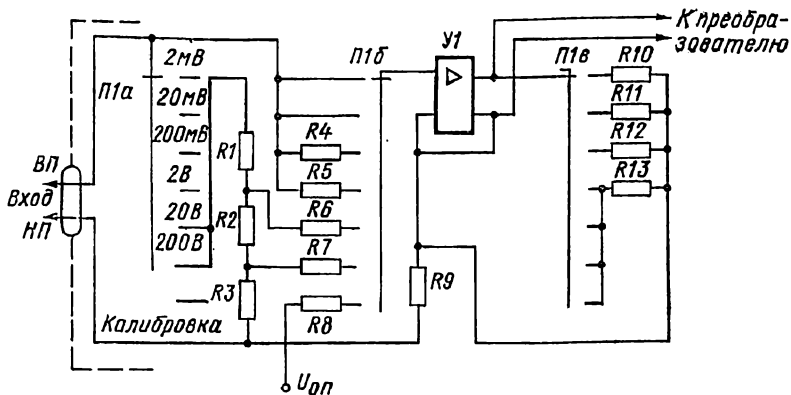 К преобра-
зователю
2мВ
П1б
У1
П1в
R10
П1а
20мВ
R11
200мВ
R1
R4
R12
ВП
2В
R5
R13
Вход
20В
R2
R6
НП
200В
R7
R9
R3
R8
Калибровка
Uоп